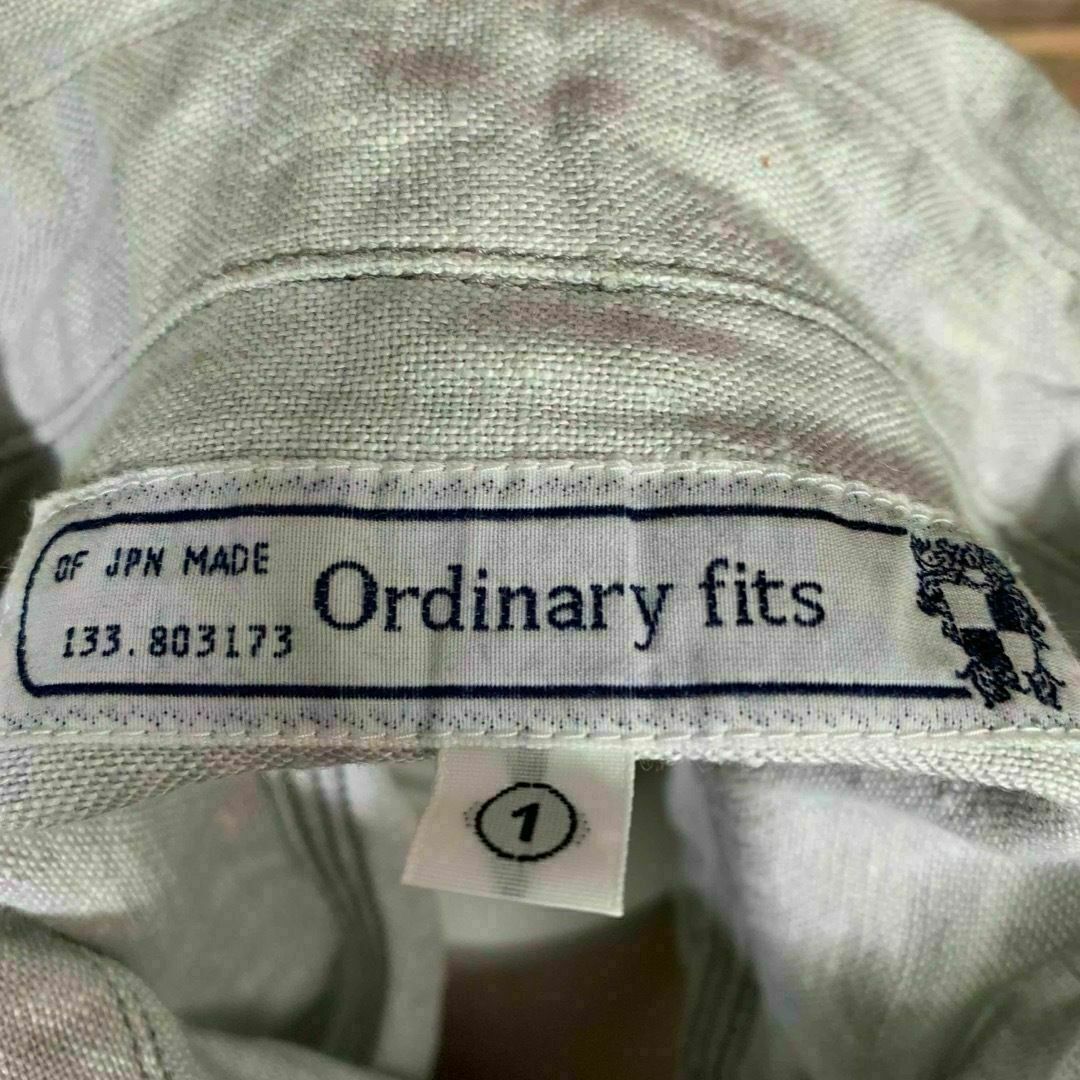 OF JPN MADE
133.803173
Ordinary fits
1